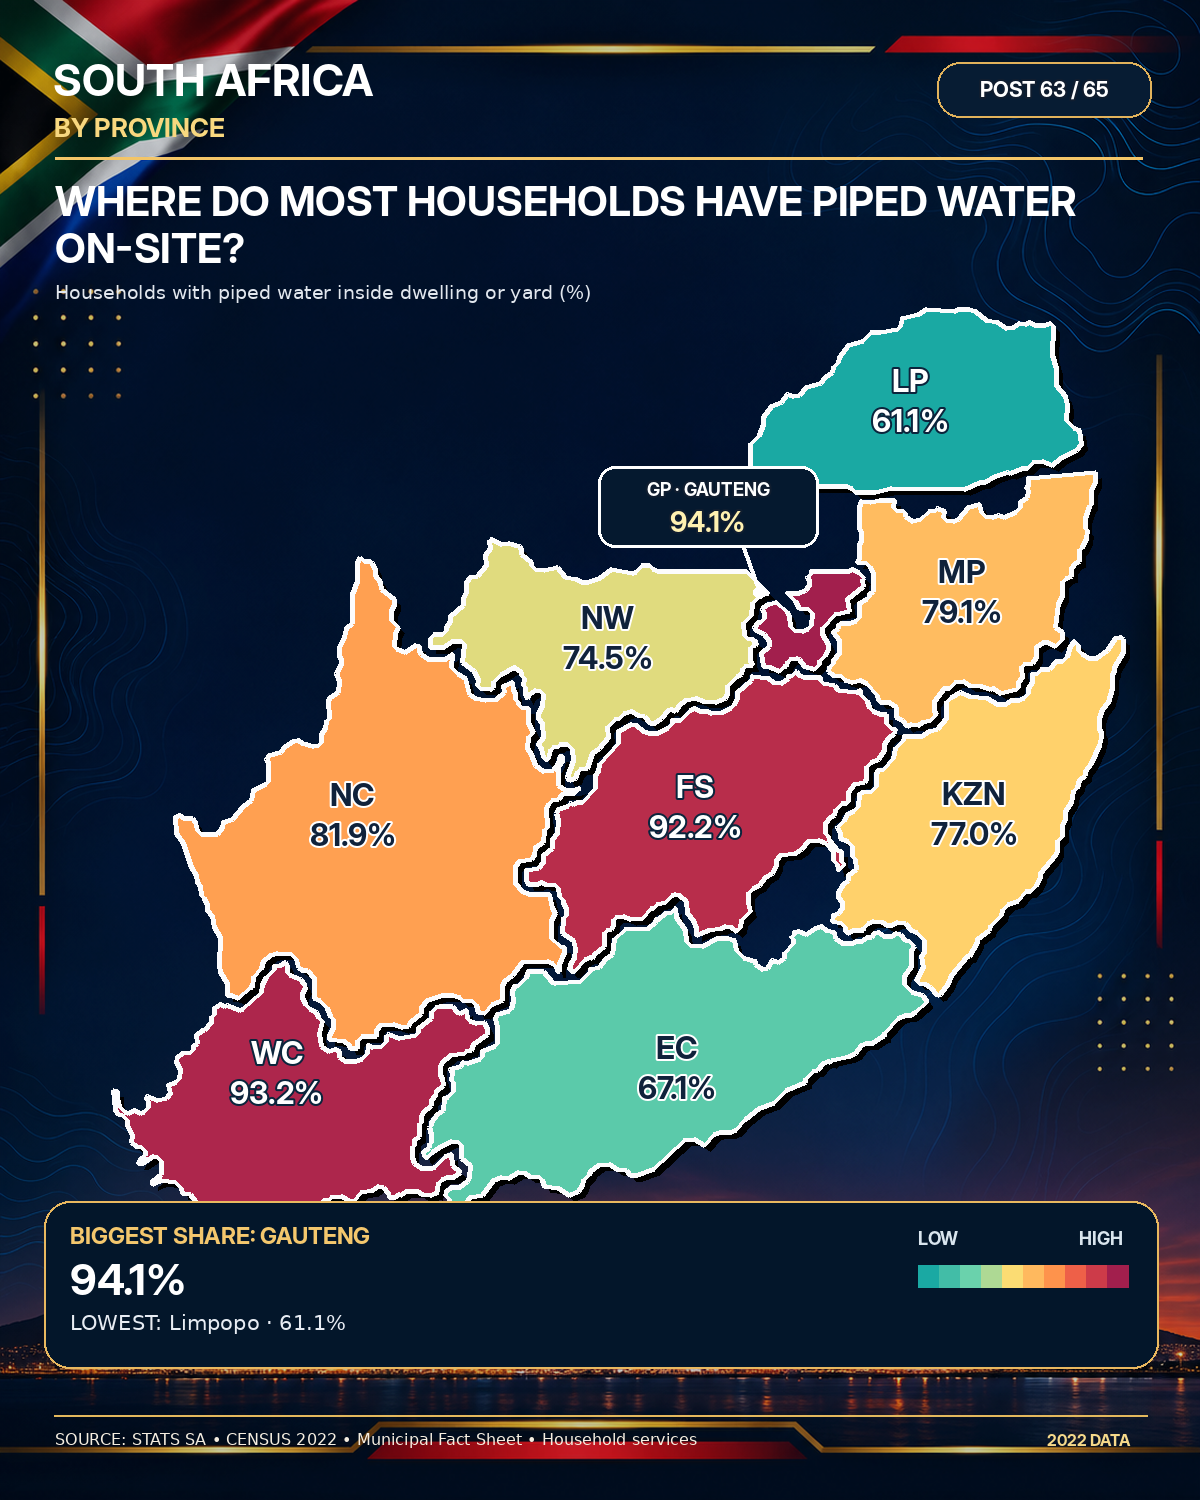 SOUTH AFRICA
BY PROVINCE
POST 63 / 65
WHERE DO MOST HOUSEHOLDS HAVE PIPED WATER
ON-SITE?
Households with piped water inside dwelling or yard (%)
LP
61.1%
GP · GAUTENG
94.1%
MP
79.1%
NW
74.5%
NC
81.9%
FS
92.2%
KZN
77.0%
WC
93.2%
EC
67.1%
BIGGEST SHARE: GAUTENG
94.1%
LOWEST: Limpopo · 61.1%
LOW HIGH
SOURCE: STATS SA • CENSUS 2022 • Municipal Fact Sheet • Household services
2022 DATA